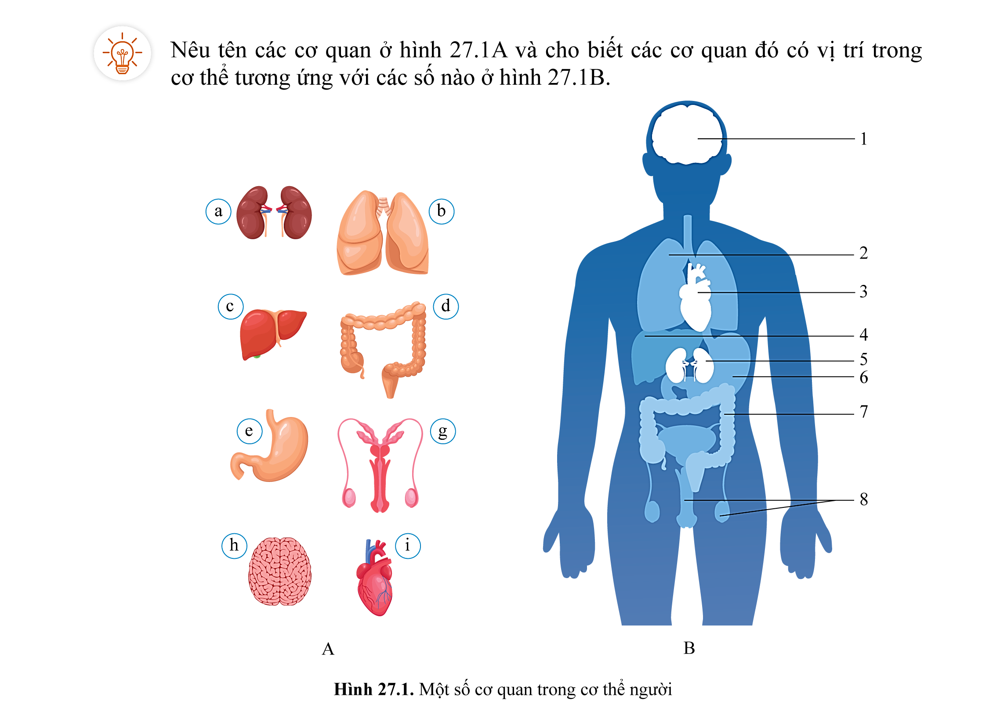 Nêu tên các cơ quan ở hình 27.1A và cho biết các cơ quan đó có vị trí trong
cơ thể tương ứng với các số nào ở hình 27.1B.
1
a
b
2
3
c
d
4
5
6
7
e
g
8
h
i
A
B
Hình 27.1. Một số cơ quan trong cơ thể người